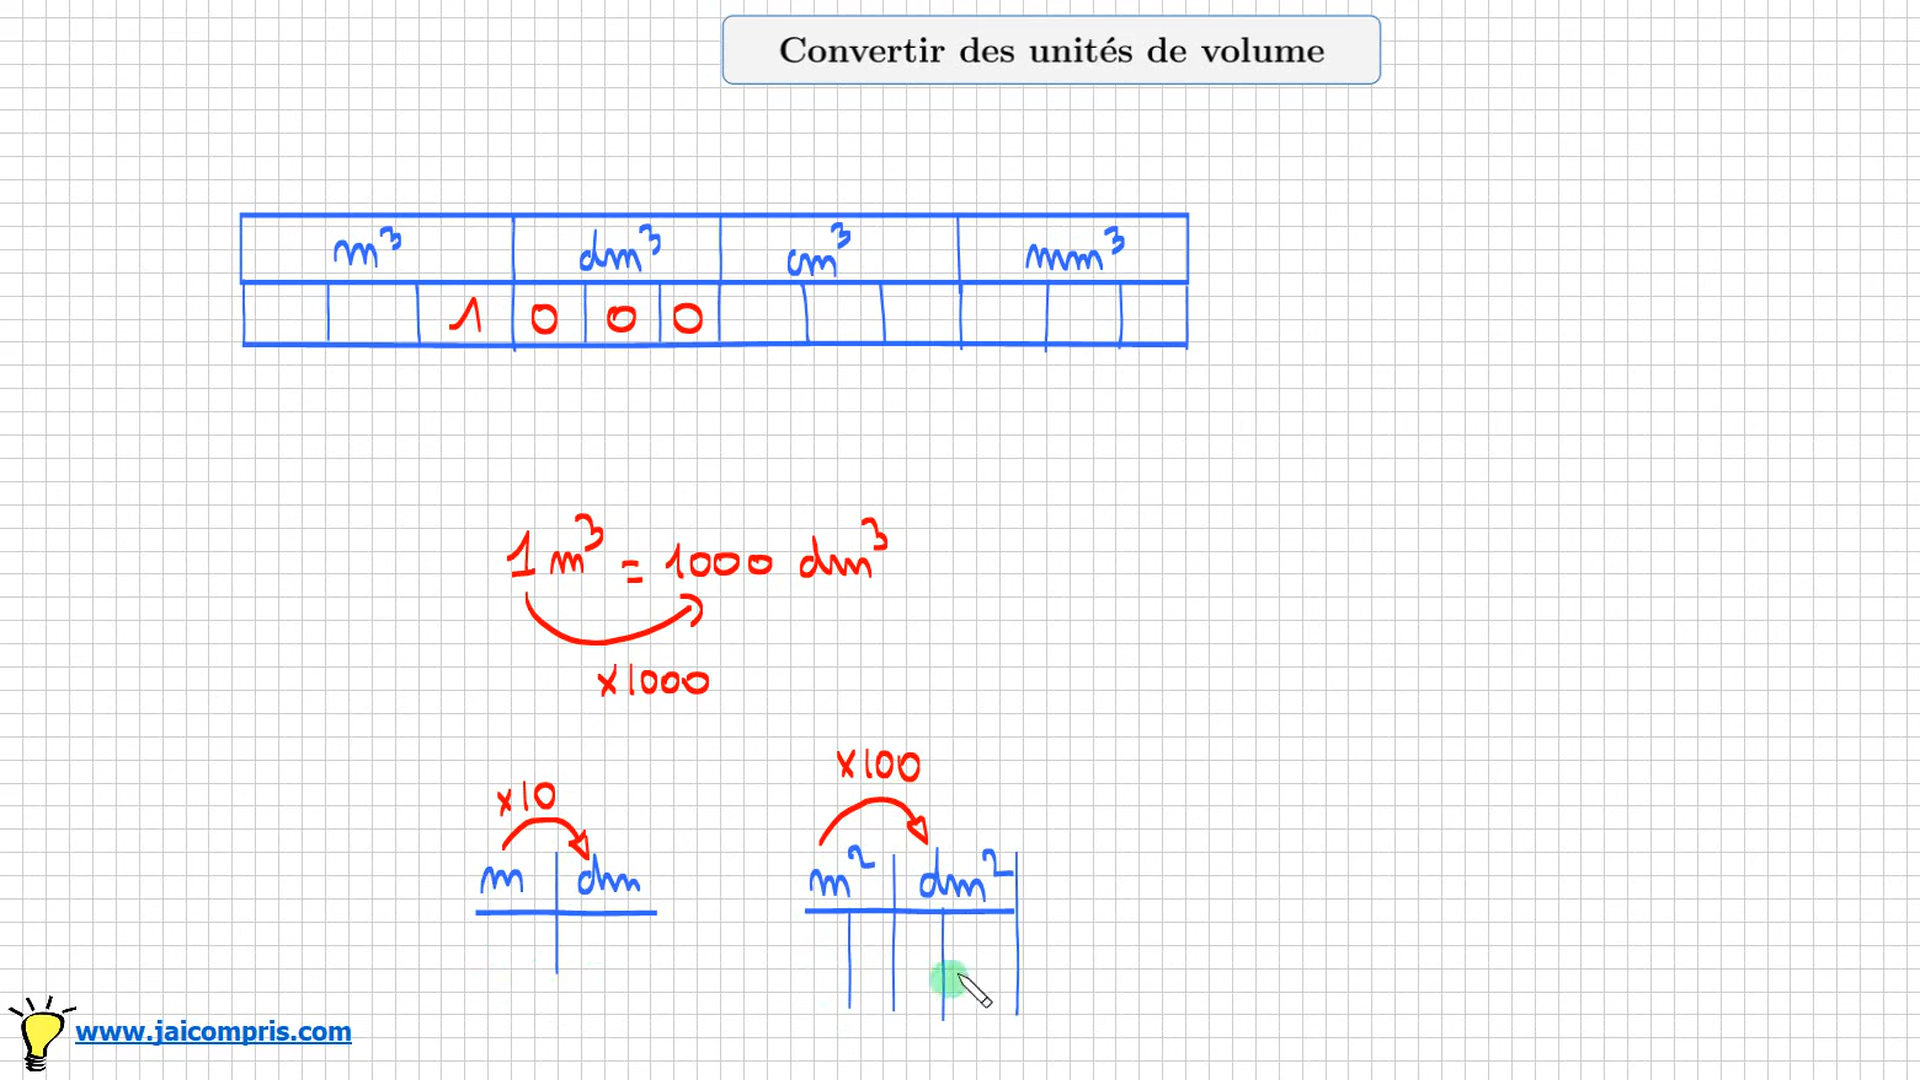 Convertir des unités de volume
m³ dm³ cm³ mm³
1 0 0 0
1 m³ = 1000 dm³
x1000
x10 x100
m dm m² dm²
www.jaicompris.com